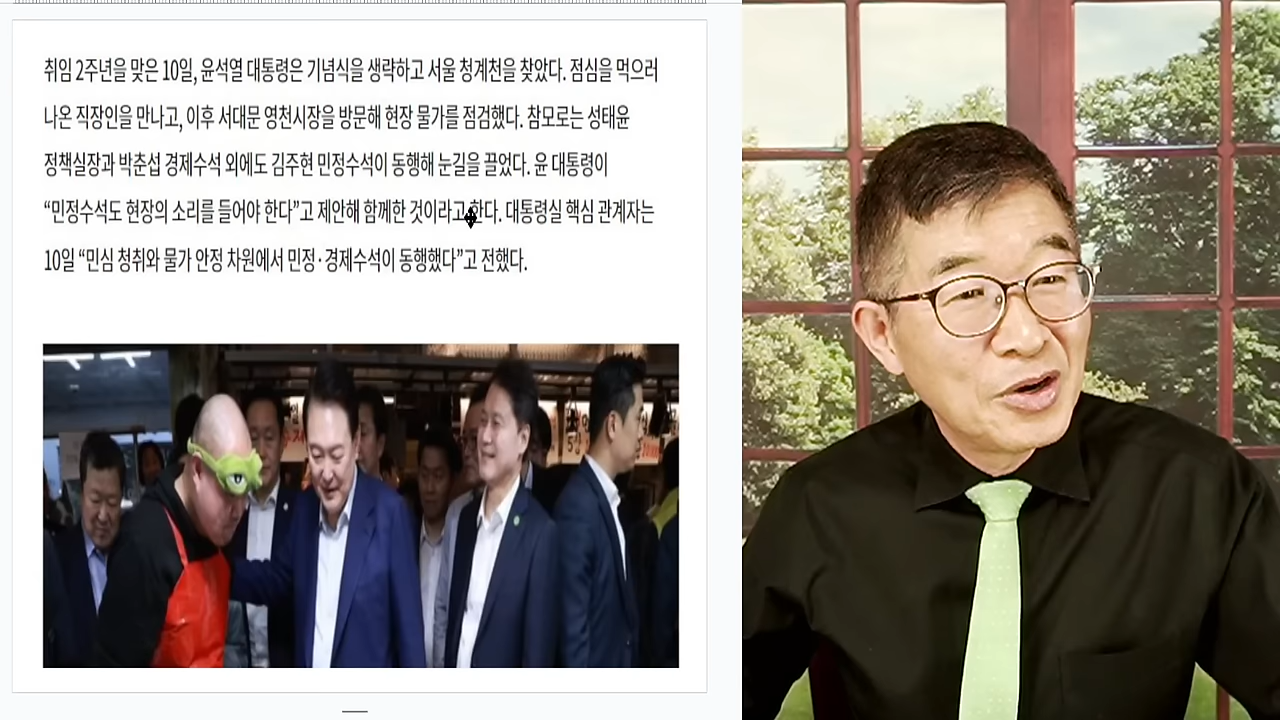 취임 2주년을 맞은 10일, 윤석열 대통령은 기념식을 생략하고 서울 청계천을 찾았다. 점심을 먹으러
나온 직장인을 만나고, 이후 서대문 영천시장을 방문해 현장 물가를 점검했다. 참모로는 성태윤
정책실장과 박춘섭 경제수석 외에도 김주현 민정수석이 동행해 눈길을 끌었다. 윤 대통령이
“민정수석도 현장의 소리를 들어야 한다”고 제안해 함께한 것이라고 한다. 대통령실 핵심 관계자는
10일 “민심 청취와 물가 안정 차원에서 민정·경제수석이 동행했다”고 전했다.